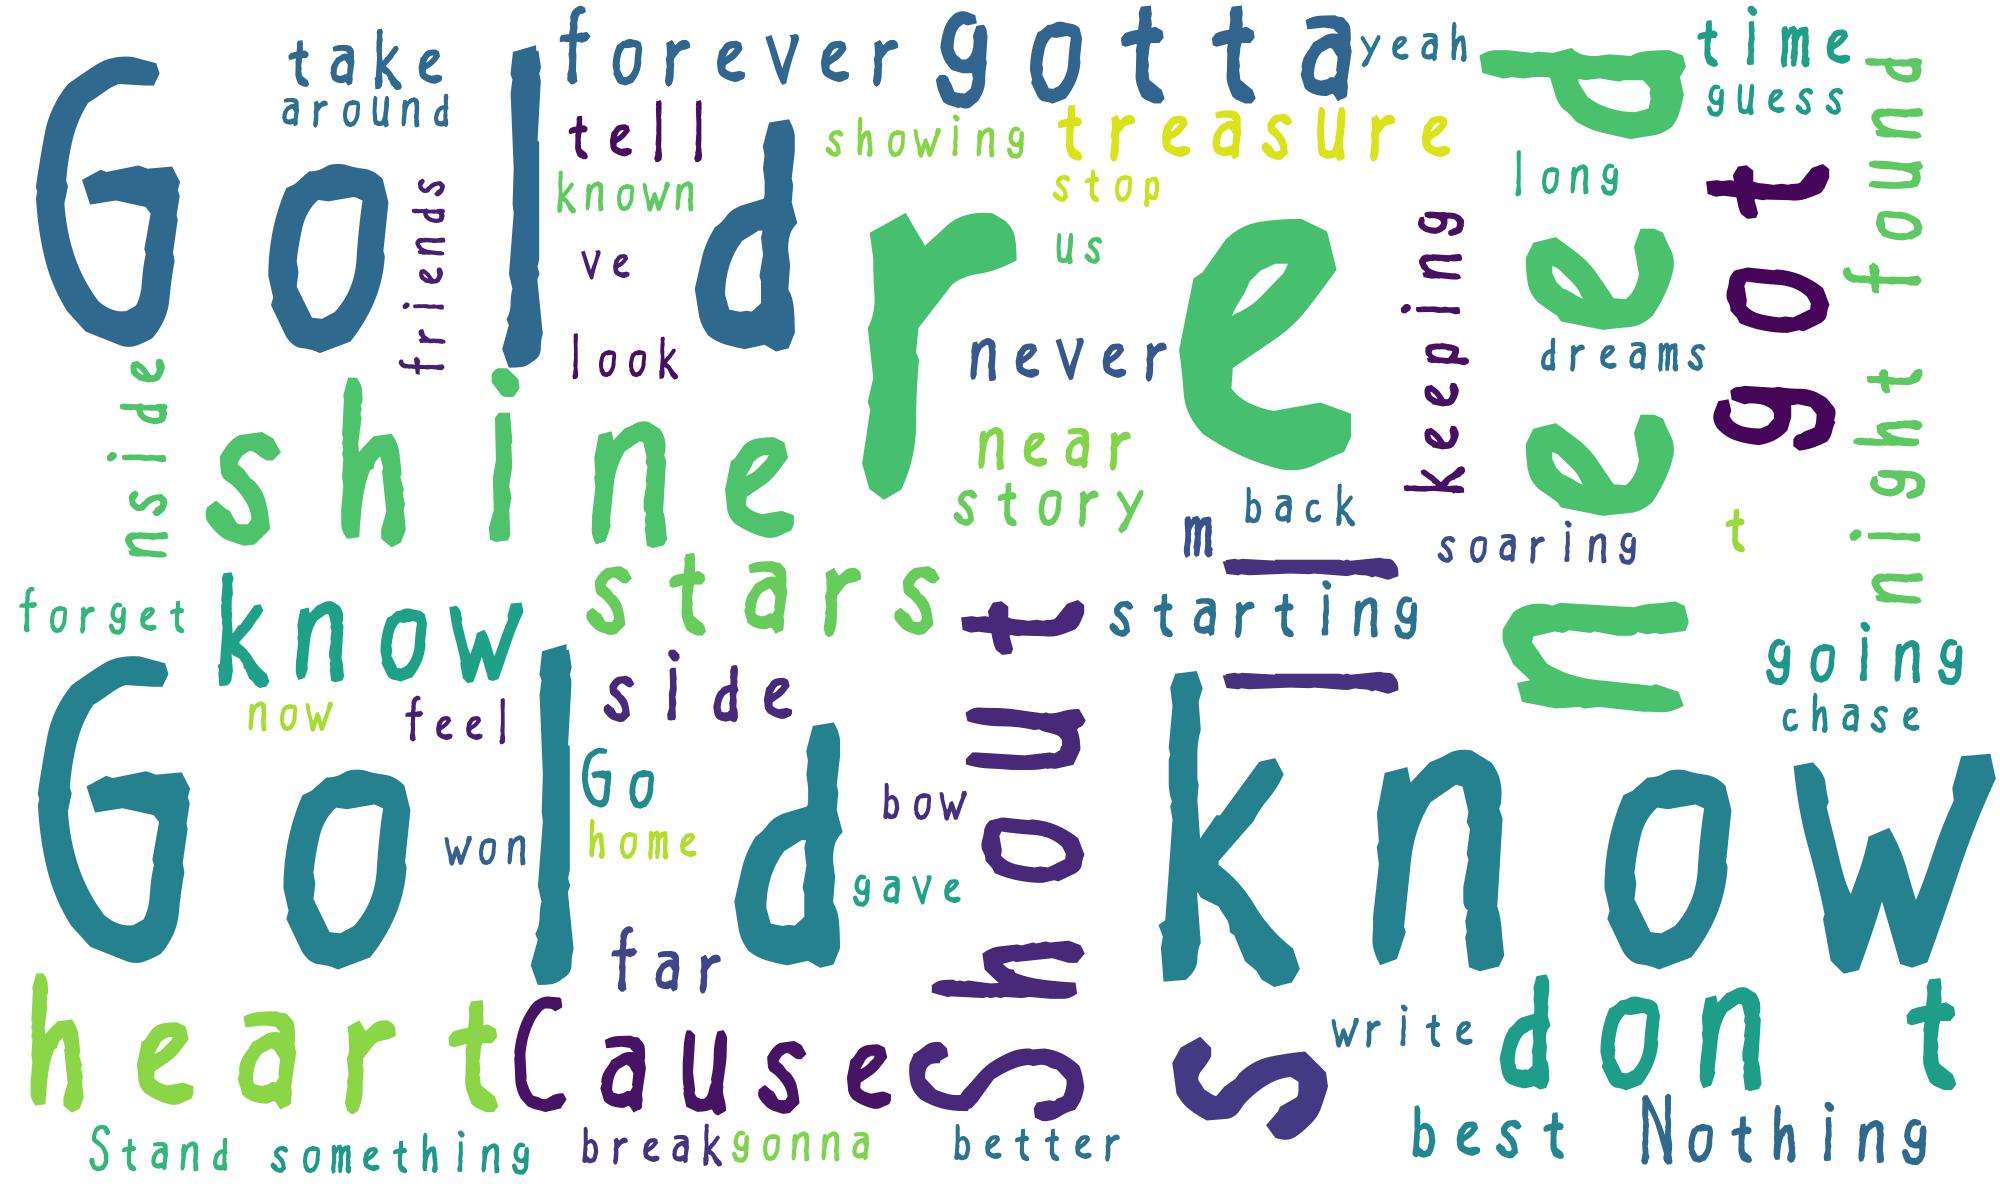 take
around
forever
gotta
yeah
time
guess
Gold
tell
showing
treasure
need
found
friends
known
stop
long
got
ve
us
keeping
re
look
never
dreams
nside
shine
near
story
night
back
m
soaring
t
ll
stars
starting
forget
know
going
now
feel
side
chase
Gold
Go
home
won
bow
Shout
gave
know
far
heart
Cause
s
write
don t
Stand
something
break
gonna
better
best
Nothing